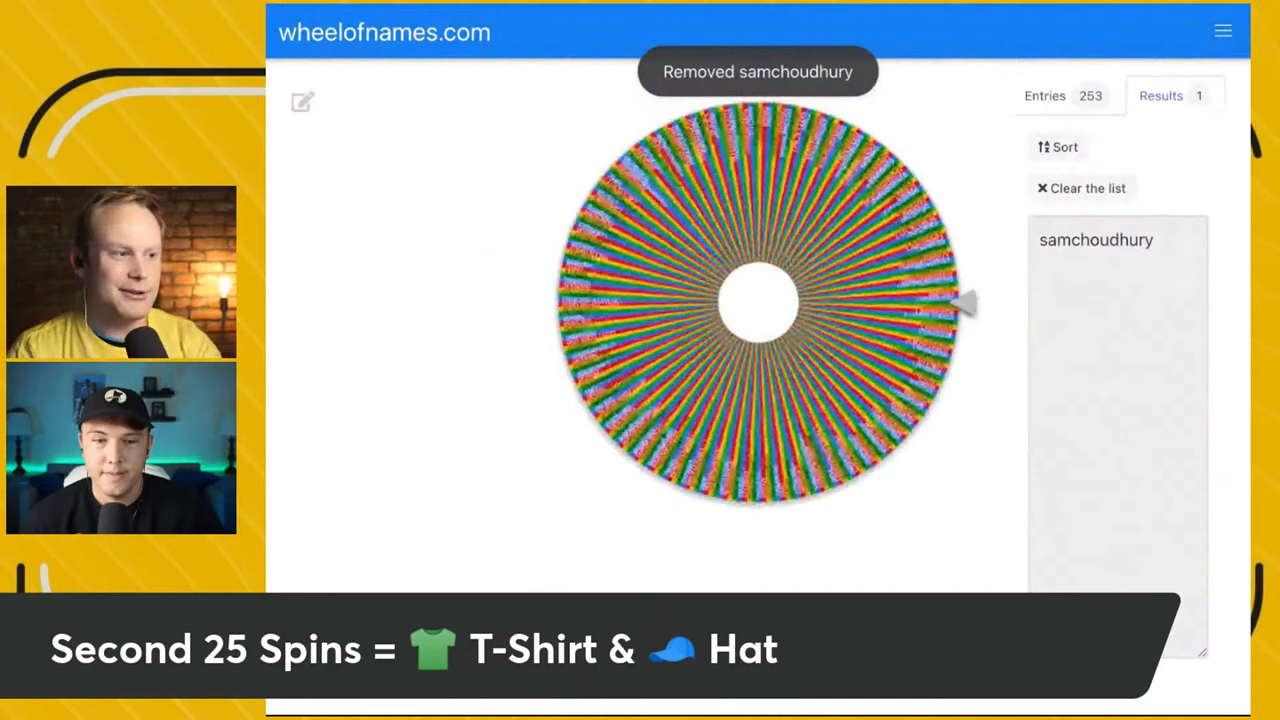 wheelofnames.com
Removed samchoudhury
Entries 253
Results 1
Sort
Clear the list
samchoudhury
Second 25 Spins = T-Shirt & Hat